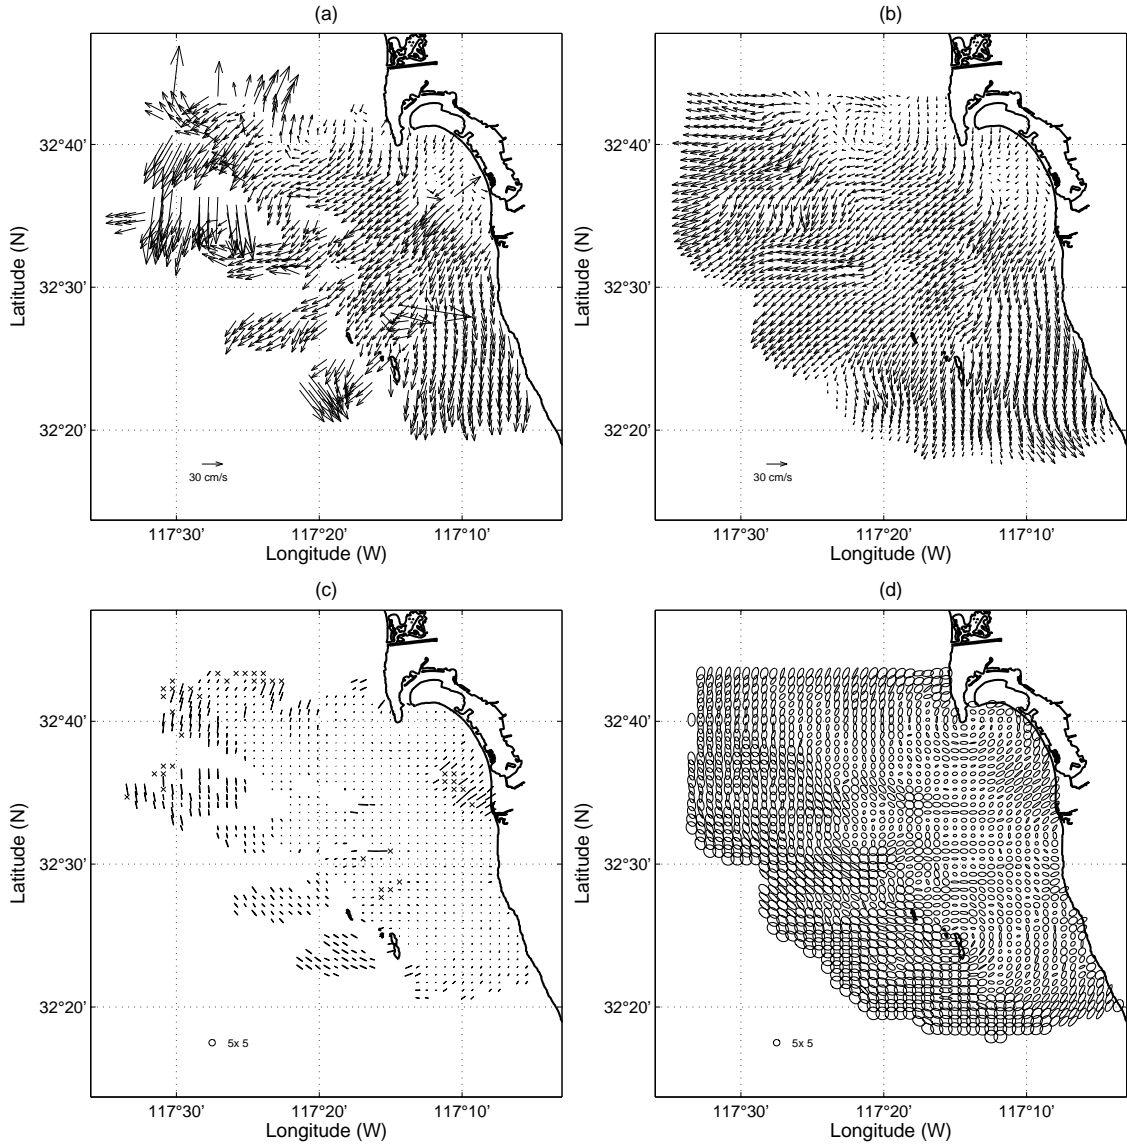 (a)
(b)
32°40’
32°30’
32°20’
Latitude (N)
30 cm/s
117°30’
117°20’
117°10’
Longitude (W)
32°40’
32°30’
32°20’
Latitude (N)
30 cm/s
117°30’
117°20’
117°10’
Longitude (W)
(c)
(d)
32°40’
32°30’
32°20’
Latitude (N)
5x 5
117°30’
117°20’
117°10’
Longitude (W)
32°40’
32°30’
32°20’
Latitude (N)
5x 5
117°30’
117°20’
117°10’
Longitude (W)